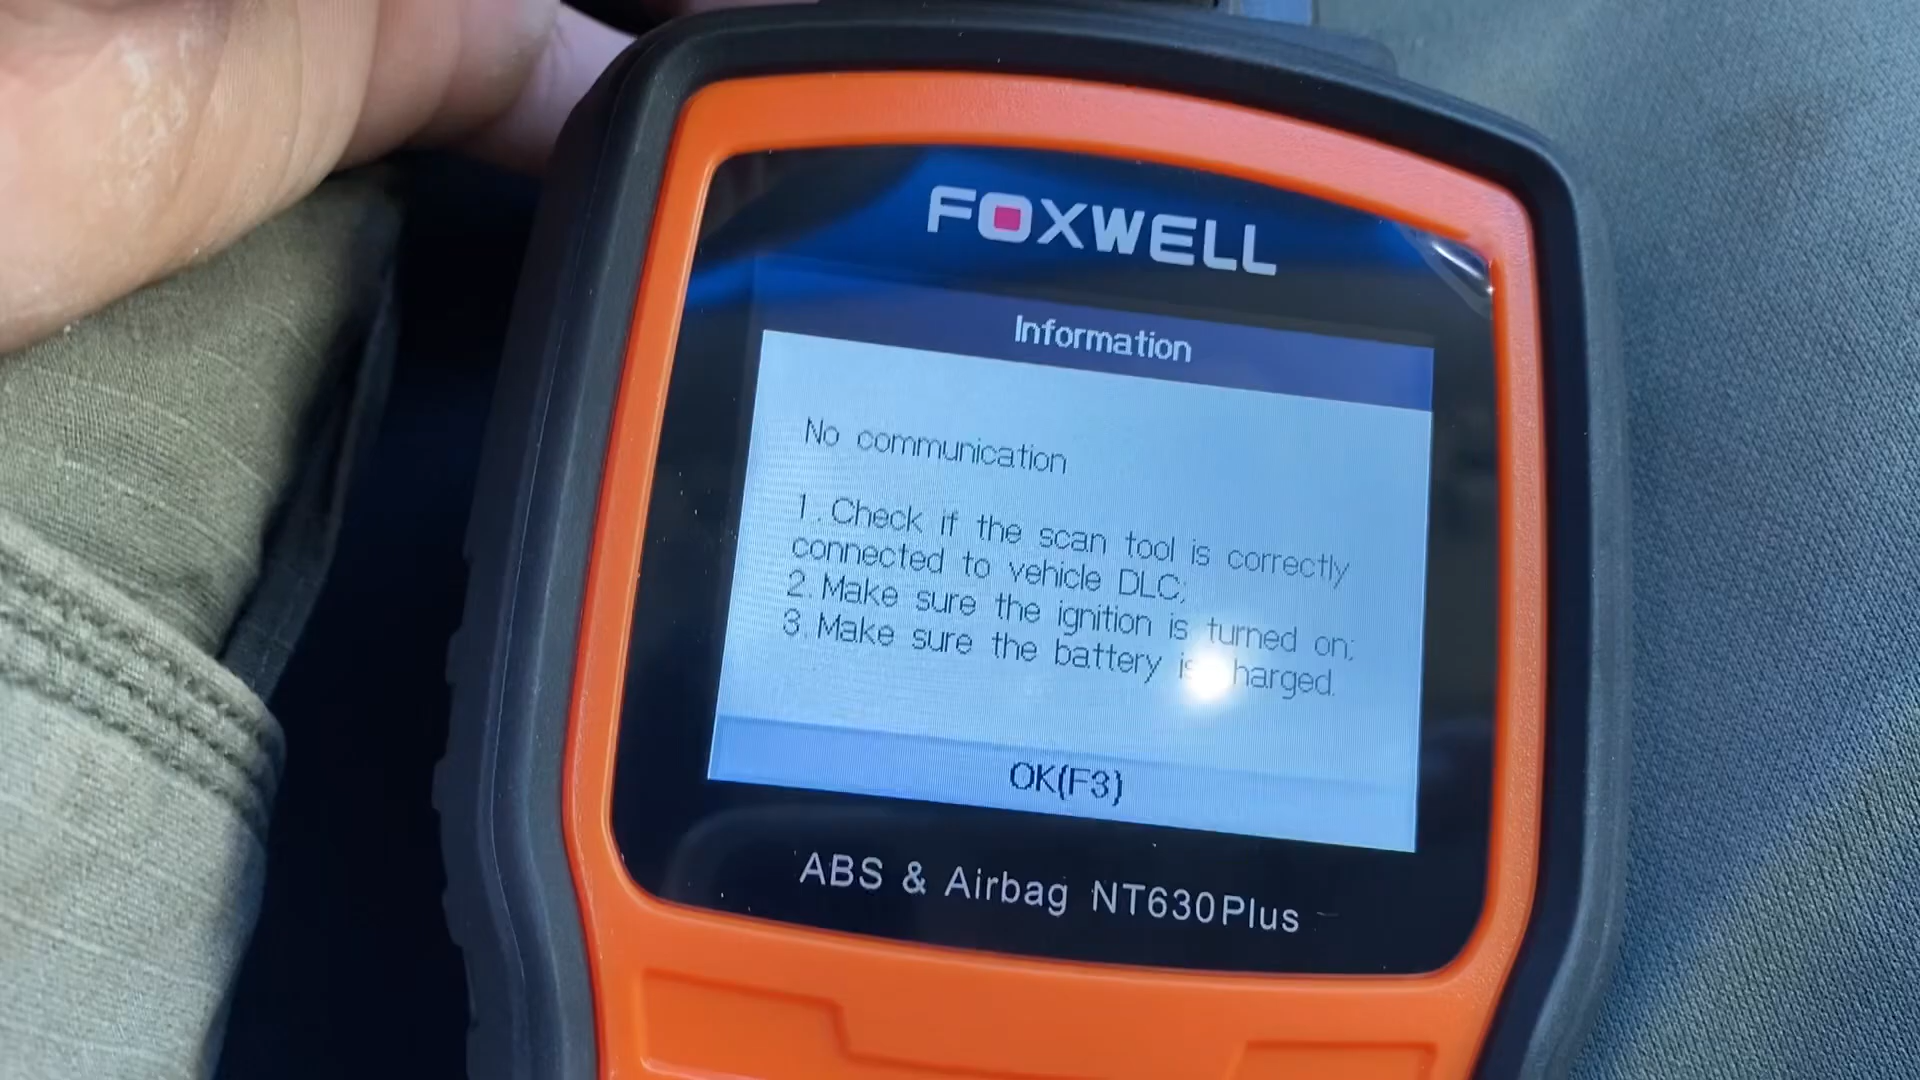 FOXWELL
Information
No communication
1. Check if the scan tool is correctly
connected to vehicle DLC;
2. Make sure the ignition is turned on;
3. Make sure the battery is charged.
OK(F3)
ABS & Airbag NT630Plus